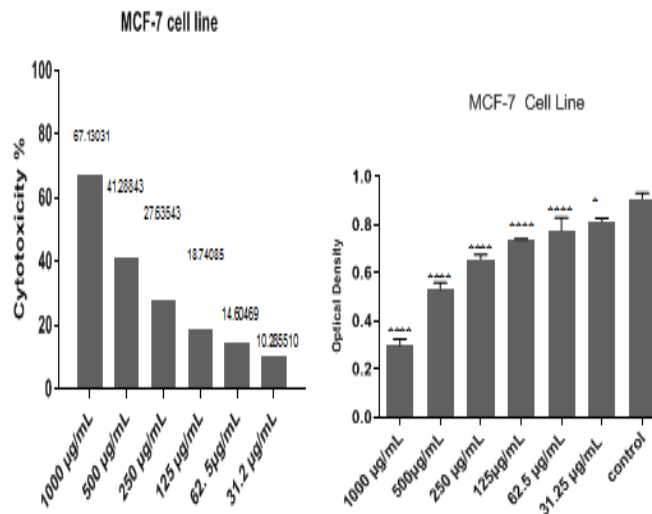 MCF-7 cell line
Cytotoxicity %
100
80
60
40
20
0
67.13031
41.28843
27.63543
18.74085
14.60469
10.285510
1000 µg/mL
500 µg/mL
250 µg/mL
125 µg/mL
62. 5µg/mL
31.2 µg/mL
MCF-7 Cell Line
Optical Density
1.0
0.8
0.6
0.4
0.2
0.0
****
****
****
****
****
*
1000 µg/mL
500µg/mL
250 µg/mL
125µg/mL
62.5 µg/mL
31.25 µg/mL
control